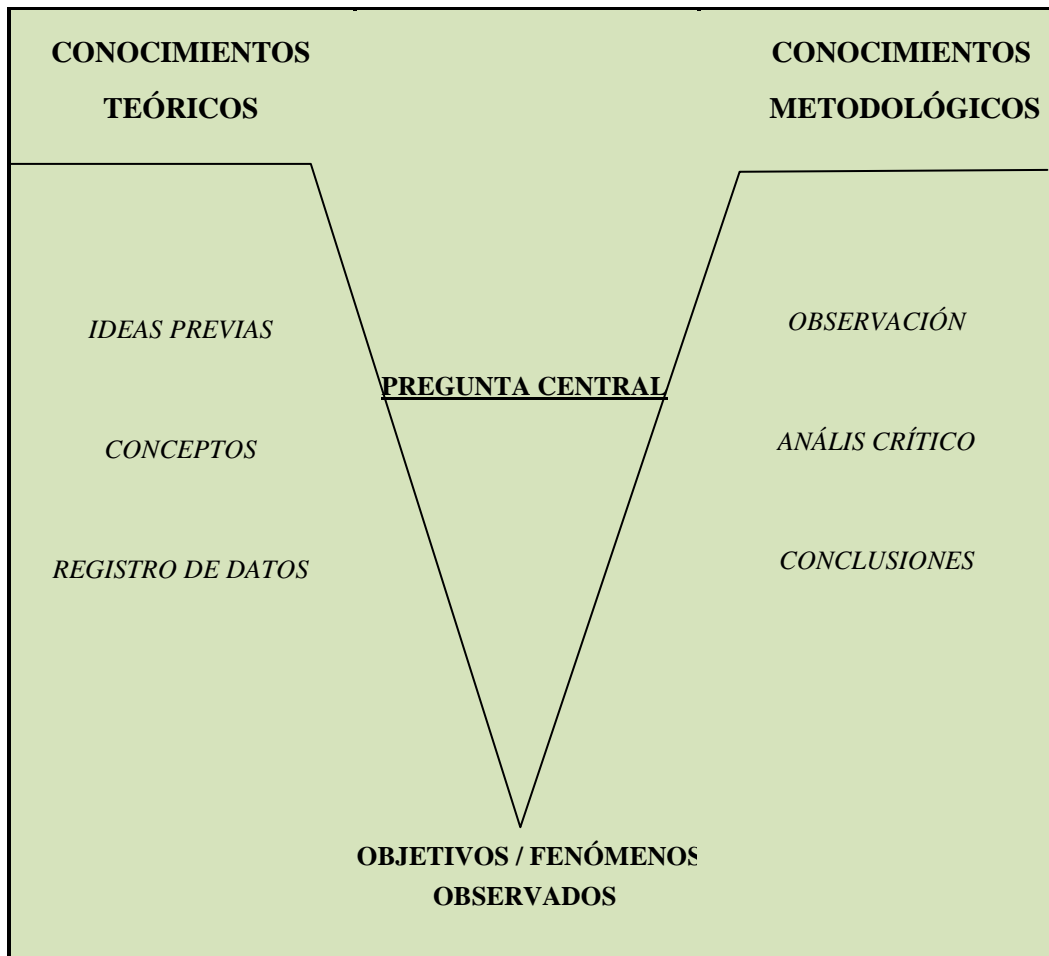 CONOCIMIENTOS
TEÓRICOS
CONOCIMIENTOS
METODOLÓGICOS
IDEAS PREVIAS
CONCEPTOS
REGISTRO DE DATOS
PREGUNTA CENTRAL
OBSERVACIÓN
ANÁLIS CRÍTICO
CONCLUSIONES
OBJETIVOS / FENÓMENOS
OBSERVADOS